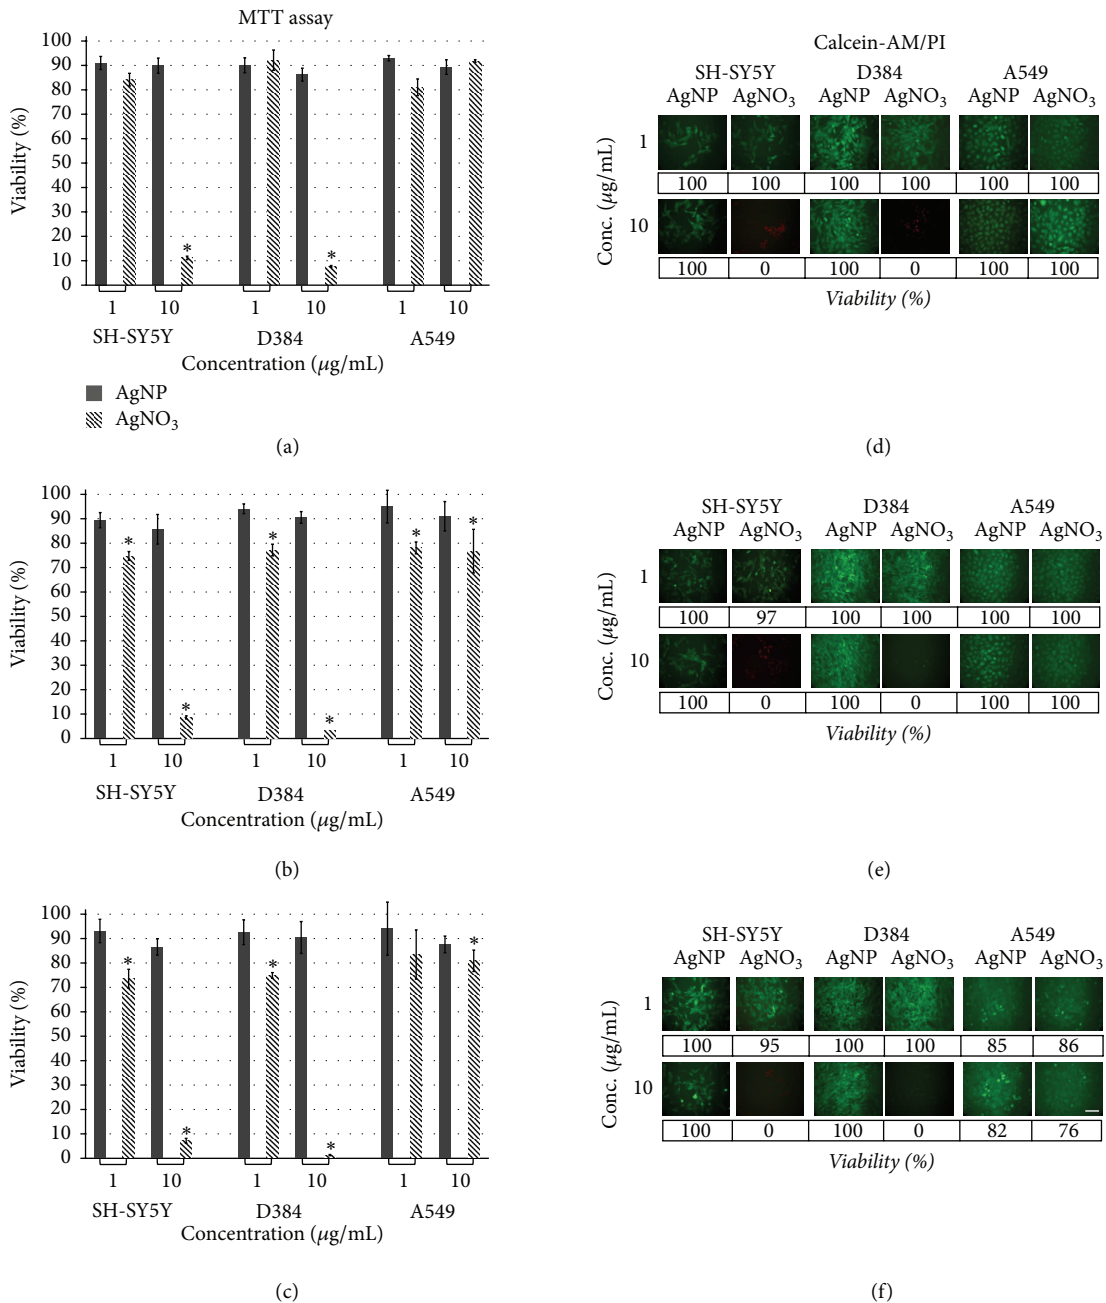 MTT assay
100
90
80
70
60
50
40
30
20
10
0
Viability (%)
*
*
1 10 1 10 1 10
SH-SY5Y D384 A549
Concentration (μg/mL)
AgNP
AgNO₃
(a)
Calcein-AM/PI
SH-SY5Y D384 A549
AgNP AgNO₃ AgNP AgNO₃ AgNP AgNO₃
Conc. (μg/mL)
1
100 100 100 100 100 100
10
100 0 100 0 100 100
Viability (%)
(d)
100
90
80
70
60
50
40
30
20
10
0
Viability (%)
* * * * * *
1 10 1 10 1 10
SH-SY5Y D384 A549
Concentration (μg/mL)
(b)
SH-SY5Y D384 A549
AgNP AgNO₃ AgNP AgNO₃ AgNP AgNO₃
Conc. (μg/mL)
1
100 97 100 100 100 100
10
100 0 100 0 100 100
Viability (%)
(e)
100
90
80
70
60
50
40
30
20
10
0
Viability (%)
* * * * *
1 10 1 10 1 10
SH-SY5Y D384 A549
Concentration (μg/mL)
(c)
SH-SY5Y D384 A549
AgNP AgNO₃ AgNP AgNO₃ AgNP AgNO₃
Conc. (μg/mL)
1
100 95 100 100 85 86
10
100 0 100 0 82 76
Viability (%)
(f)